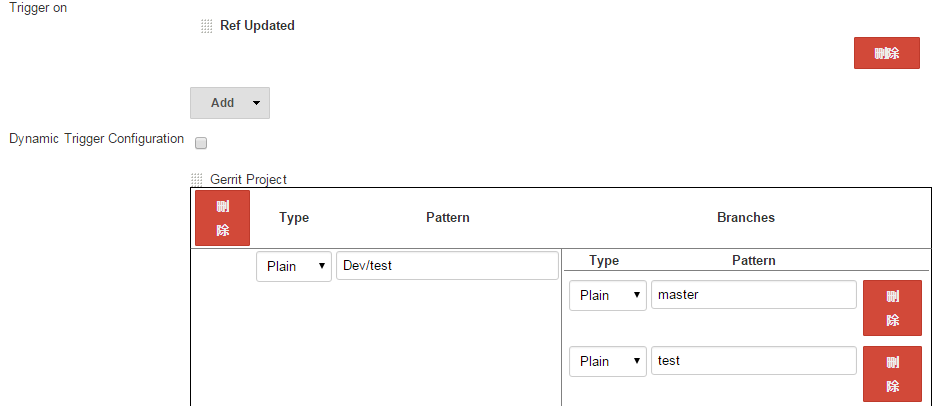 Trigger on
Ref Updated
删除
Add
Dynamic Trigger Configuration
Gerrit Project
删
除
Type Pattern Branches
Plain Dev/test
Type Pattern
Plain master
删
除
Plain test
删
除